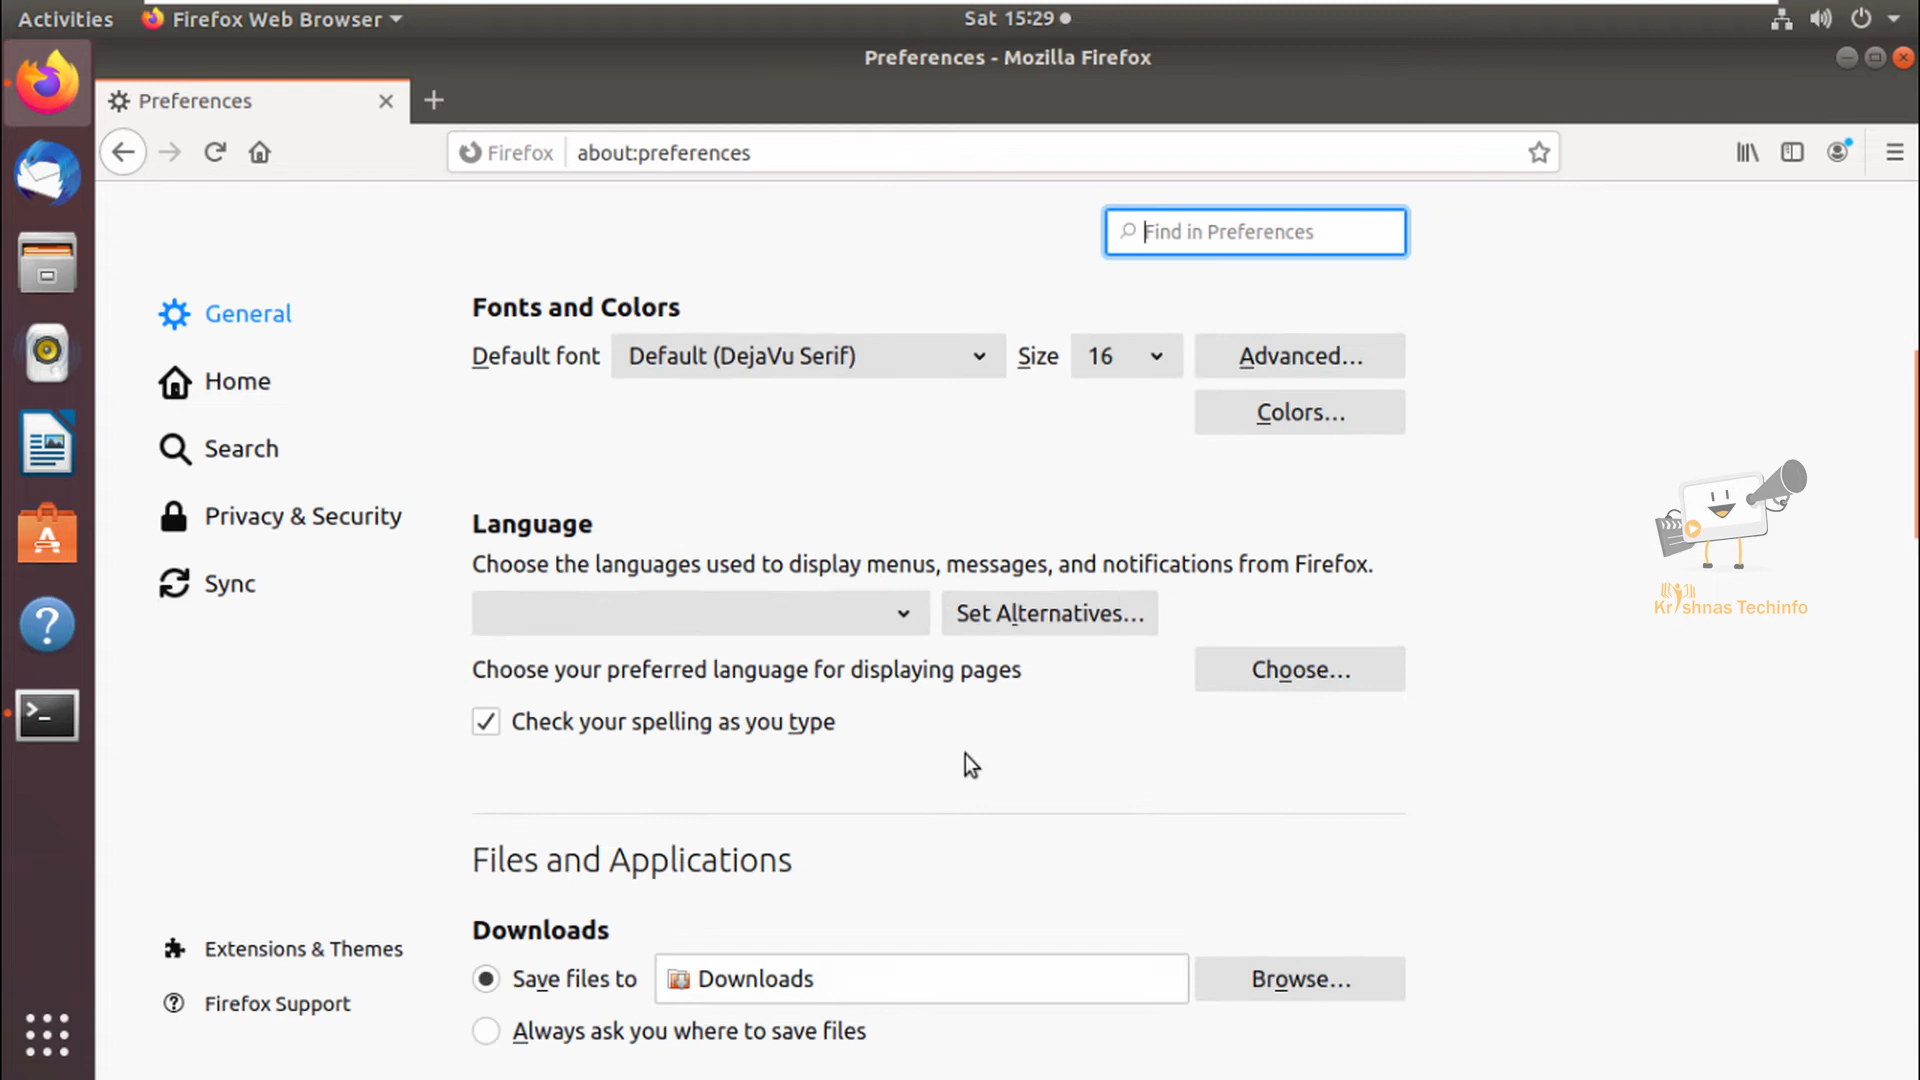 Activities
Firefox Web Browser
Sat 15:29
Preferences - Mozilla Firefox
Preferences
Firefox
about:preferences
Find in Preferences
General
Home
Search
Privacy & Security
Sync
Extensions & Themes
Firefox Support
Fonts and Colors
Default font
Default (DejaVu Serif)
Size
16
Advanced...
Colors...
Language
Choose the languages used to display menus, messages, and notifications from Firefox.
Set Alternatives...
Choose your preferred language for displaying pages
Choose...
Check your spelling as you type
Files and Applications
Downloads
Save files to
Downloads
Browse...
Always ask you where to save files
Krishnas Techinfo